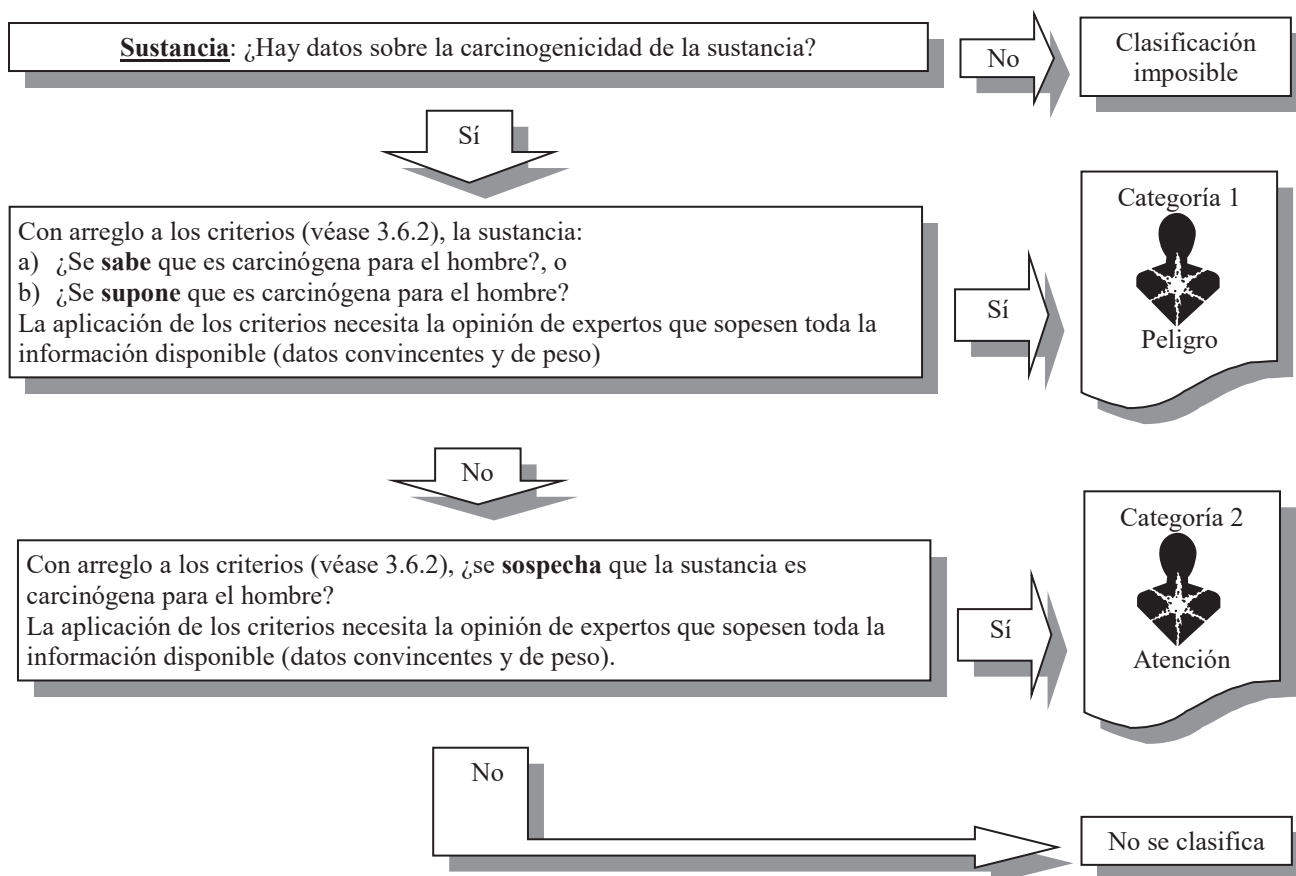 Sustancia: ¿Hay datos sobre la carcinogenicidad de la sustancia?
No
Clasificación
imposible
Sí
Con arreglo a los criterios (véase 3.6.2), la sustancia:
a) ¿Se sabe que es carcinógena para el hombre?, o
b) ¿Se supone que es carcinógena para el hombre?
La aplicación de los criterios necesita la opinión de expertos que sopesen toda la
información disponible (datos convincentes y de peso)
Sí
Categoría 1
Peligro
No
Con arreglo a los criterios (véase 3.6.2), ¿se sospecha que la sustancia es
carcinógena para el hombre?
La aplicación de los criterios necesita la opinión de expertos que sopesen toda la
información disponible (datos convincentes y de peso).
Sí
Categoría 2
Atención
No
No se clasifica